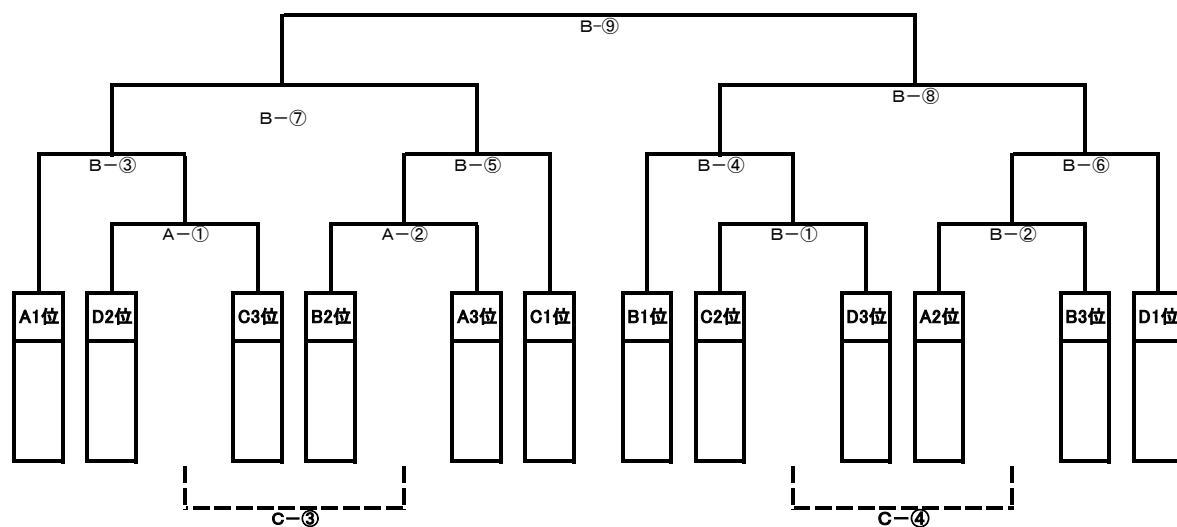 B-⑨
B-⑧
B-⑦
B-③
B-⑤
B-④
B-⑥
A-①
A-②
B-①
B-②
A1位 D2位 C3位 B2位 A3位 C1位 B1位 C2位 D3位 A2位 B3位 D1位
C-③
C-④